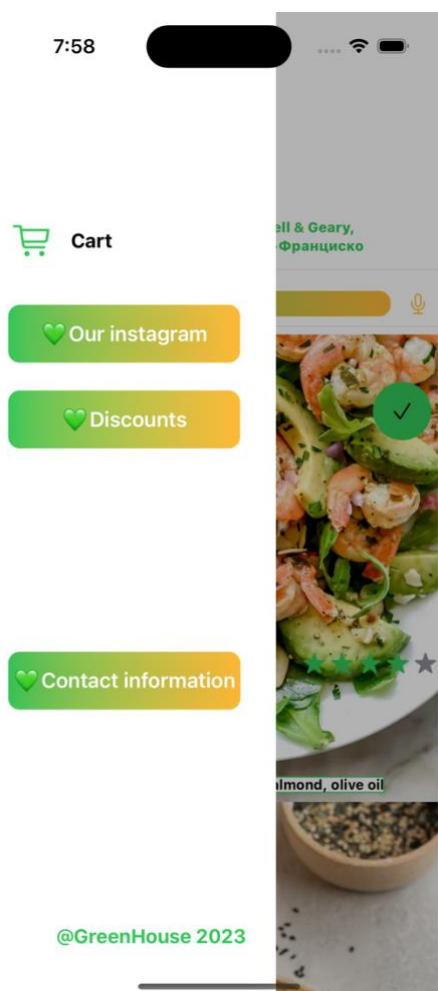 7:58
ell & Geary,
-Франциско
Cart
💚Our instagram
💚Discounts
💚Contact information
almond, olive oil
@GreenHouse 2023